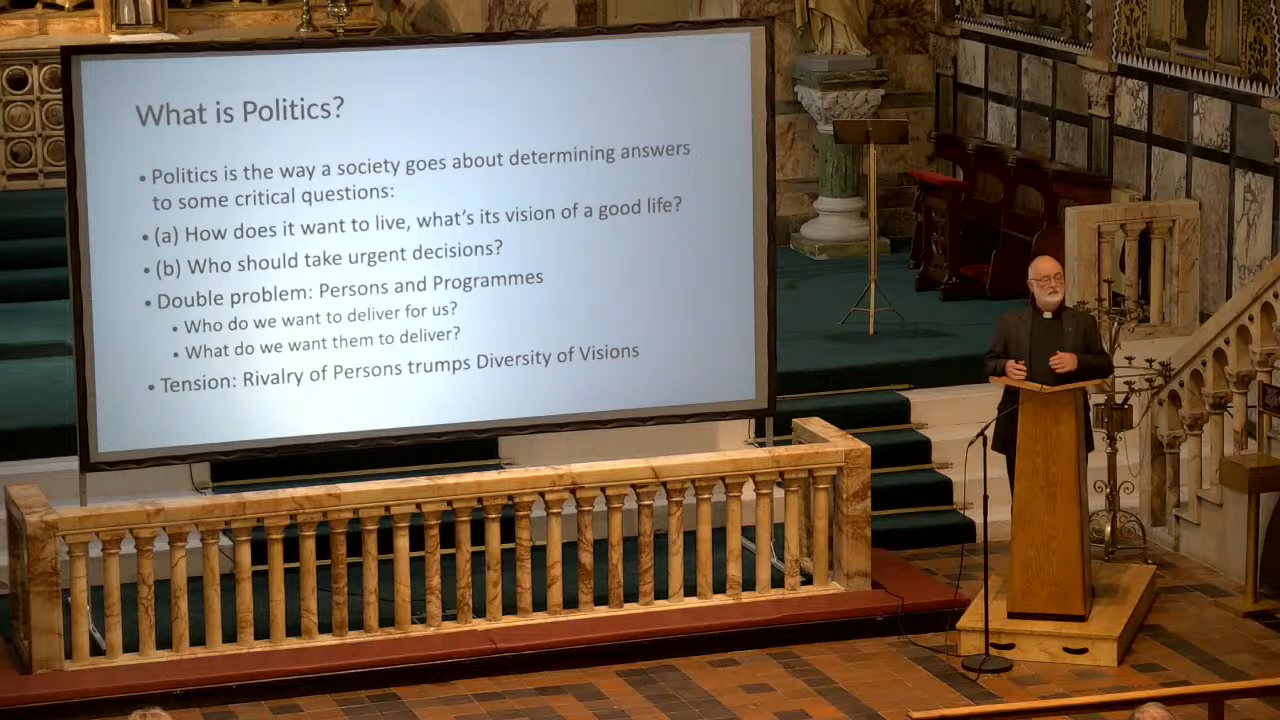 What is Politics?
• Politics is the way a society goes about determining answers
to some critical questions:
• (a) How does it want to live, what's its vision of a good life?
• (b) Who should take urgent decisions?
• Double problem: Persons and Programmes
• Who do we want to deliver for us?
• What do we want them to deliver?
• Tension: Rivalry of Persons trumps Diversity of Visions